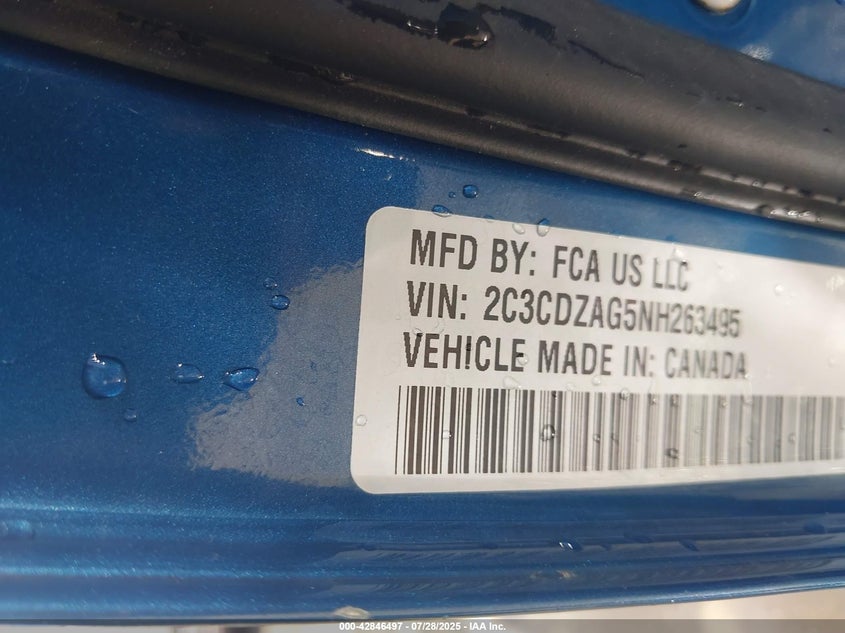 MFD BY: FCA US LLC
VIN: 2C3CDZAG5NH263495
VEHICLE MADE IN: CANADA
000-42846497 - 07/28/2025 - IAA Inc.